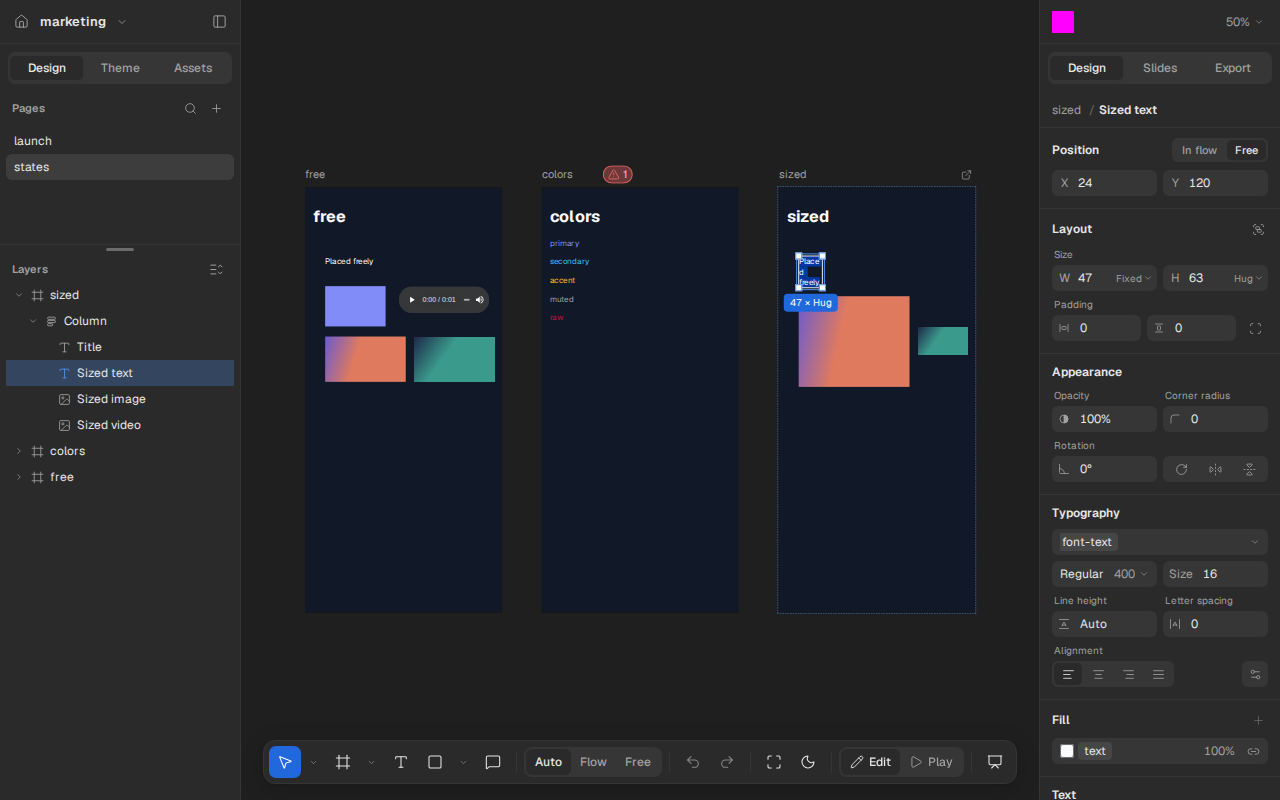 marketing
50%
Design
Theme
Assets
Design
Slides
Export
Pages
sized / Sized text
launch
states
Position
In flow
Free
X 24
Y 120
free
colors
1
sized
free
colors
sized
Layout
Size
W 47 Fixed
H 63 Hug
primary
secondary
accent
muted
raw
Placed freely
0:00 / 0:01
Place
d
freely
47 × Hug
Layers
sized
Column
Title
Sized text
Sized image
Sized video
colors
free
Padding
0
0
Appearance
Opacity
Corner radius
100%
0
Rotation
0°
Typography
font-text
Regular 400
Size 16
Line height
Letter spacing
Auto
0
Alignment
Fill
text 100%
Text
Auto
Flow
Free
Edit
Play